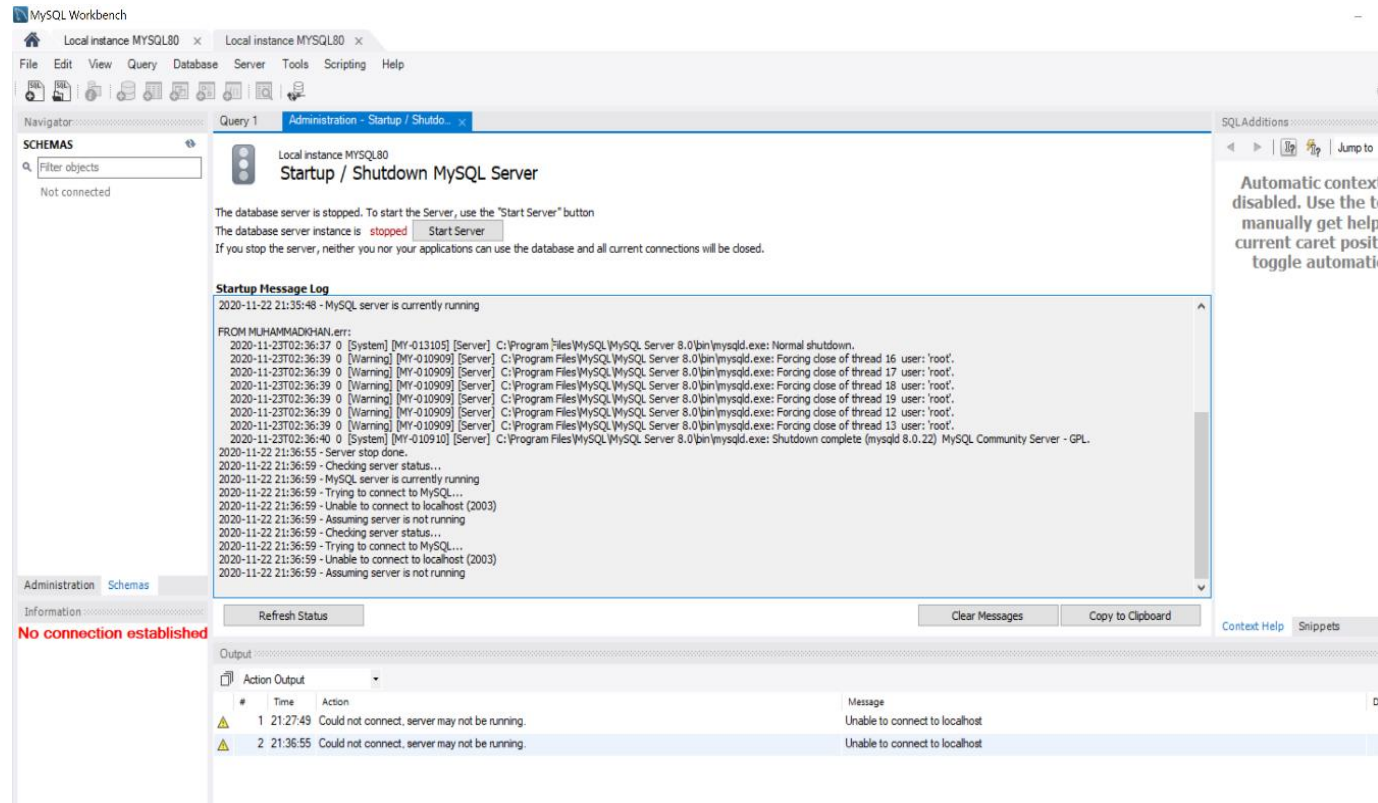 MySQL Workbench
Local instance MYSQL80 × Local instance MYSQL80 ×
File Edit View Query Database Server Tools Scripting Help
Navigator
SCHEMAS
Filter objects
Not connected
Administration Schemas
Information
No connection established
Query 1 Administration - Startup / Shutdo... ×
Local instance MYSQL80
Startup / Shutdown MySQL Server
The database server is stopped. To start the Server, use the "Start Server" button
The database server instance is stopped Start Server
If you stop the server, neither you nor your applications can use the database and all current connections will be closed.
Startup Message Log
2020-11-22 21:35:48 - MySQL server is currently running
FROM MUHAMMADKHAN.err:
2020-11-23T02:36:37 0 [System] [MY-013105] [Server] C:\Program Files\MySQL\MySQL Server 8.0\bin\mysqld.exe: Normal shutdown.
2020-11-23T02:36:39 0 [Warning] [MY-010909] [Server] C:\Program Files\MySQL\MySQL Server 8.0\bin\mysqld.exe: Forcing close of thread 16 user: 'root'.
2020-11-23T02:36:39 0 [Warning] [MY-010909] [Server] C:\Program Files\MySQL\MySQL Server 8.0\bin\mysqld.exe: Forcing close of thread 17 user: 'root'.
2020-11-23T02:36:39 0 [Warning] [MY-010909] [Server] C:\Program Files\MySQL\MySQL Server 8.0\bin\mysqld.exe: Forcing close of thread 18 user: 'root'.
2020-11-23T02:36:39 0 [Warning] [MY-010909] [Server] C:\Program Files\MySQL\MySQL Server 8.0\bin\mysqld.exe: Forcing close of thread 19 user: 'root'.
2020-11-23T02:36:39 0 [Warning] [MY-010909] [Server] C:\Program Files\MySQL\MySQL Server 8.0\bin\mysqld.exe: Forcing close of thread 12 user: 'root'.
2020-11-23T02:36:39 0 [Warning] [MY-010909] [Server] C:\Program Files\MySQL\MySQL Server 8.0\bin\mysqld.exe: Forcing close of thread 13 user: 'root'.
2020-11-23T02:36:40 0 [System] [MY-010910] [Server] C:\Program Files\MySQL\MySQL Server 8.0\bin\mysqld.exe: Shutdown complete (mysqld 8.0.22) MySQL Community Server - GPL.
2020-11-22 21:36:55 - Server stop done.
2020-11-22 21:36:59 - Checking server status...
2020-11-22 21:36:59 - MySQL server is currently running
2020-11-22 21:36:59 - Trying to connect to MySQL...
2020-11-22 21:36:59 - Unable to connect to localhost (2003)
2020-11-22 21:36:59 - Assuming server is not running
2020-11-22 21:36:59 - Checking server status...
2020-11-22 21:36:59 - Trying to connect to MySQL...
2020-11-22 21:36:59 - Unable to connect to localhost (2003)
2020-11-22 21:36:59 - Assuming server is not running
Refresh Status Clear Messages Copy to Clipboard
SQLAdditions
Jump to
Automatic context
disabled. Use the to
manually get help
current caret posit
toggle automatic
Context Help Snippets
Output
Action Output
# Time Action Message D
1 21:27:49 Could not connect, server may not be running. Unable to connect to localhost
2 21:36:55 Could not connect, server may not be running. Unable to connect to localhost